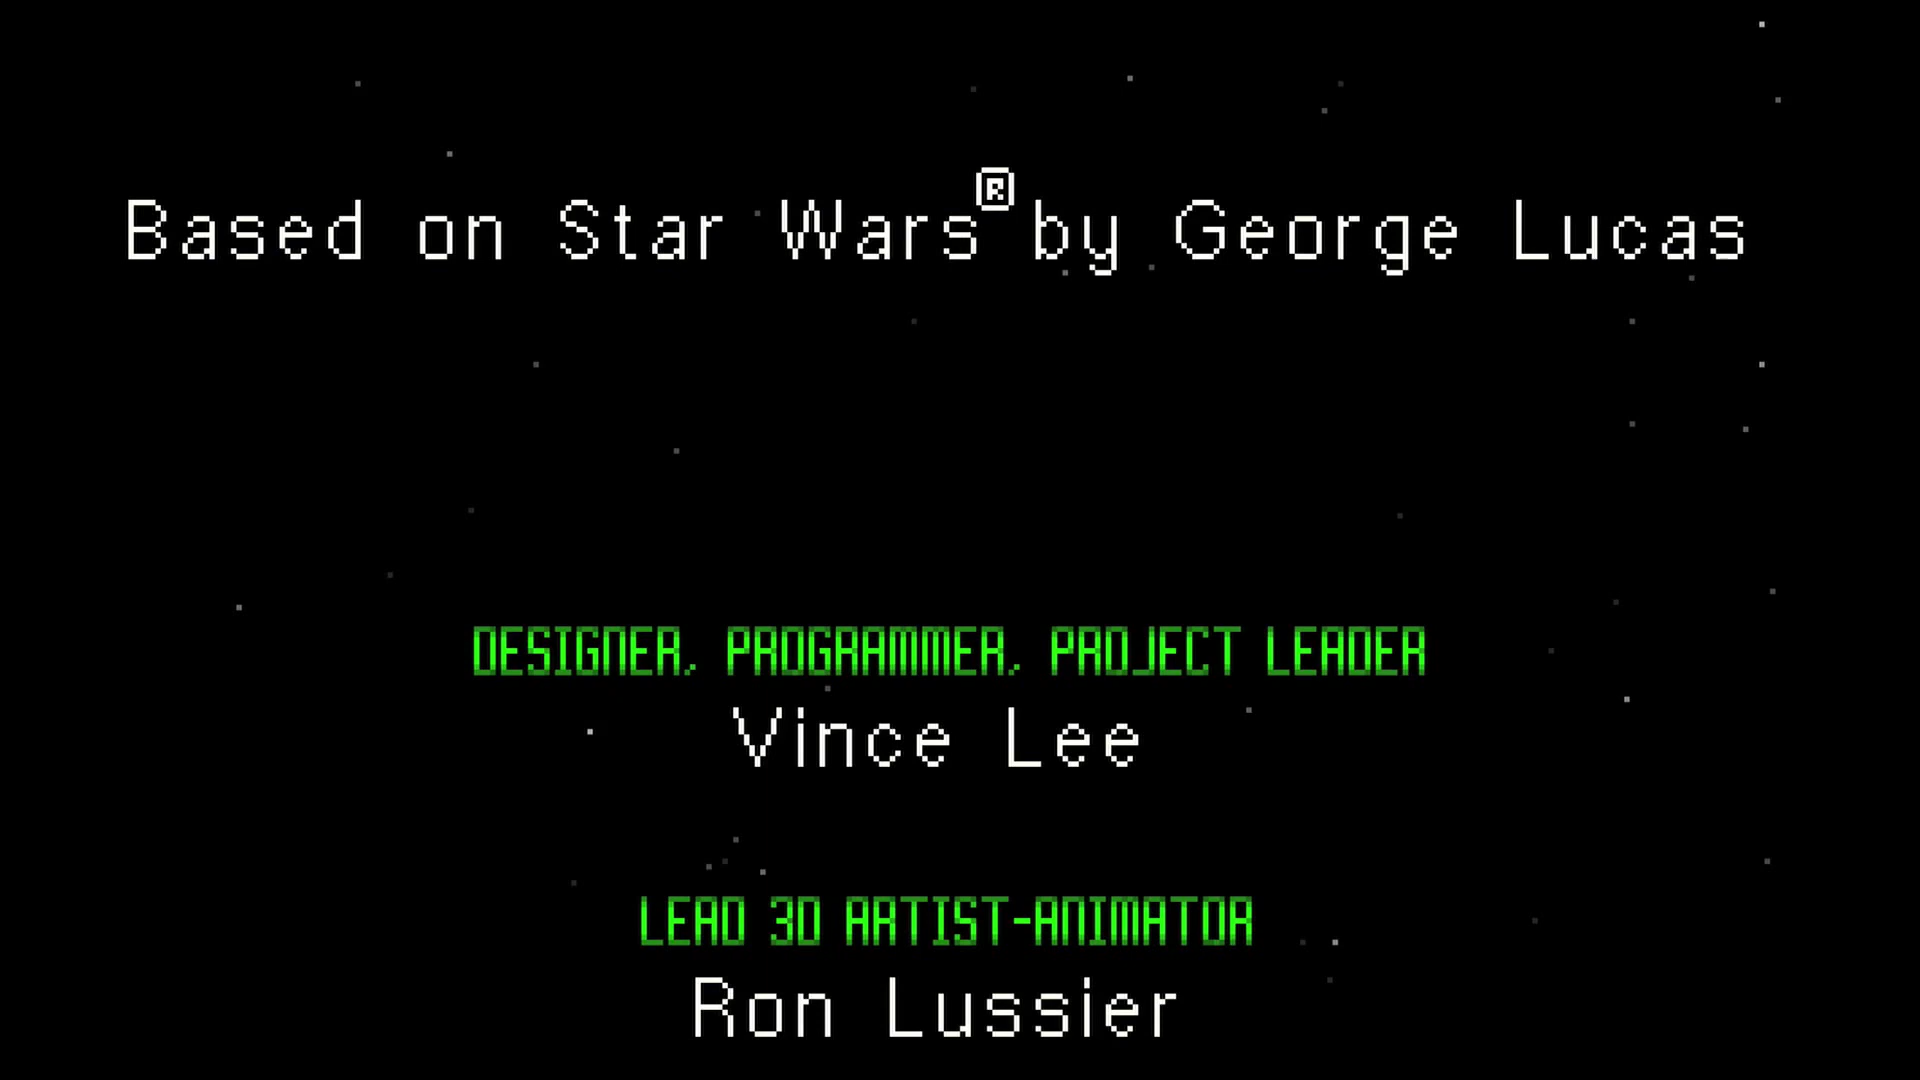 Based on Star Wars® by George Lucas
DESIGNER, PROGRAMMER, PROJECT LEADER
Vince Lee
LEAD 3D ARTIST-ANIMATOR
Ron Lussier